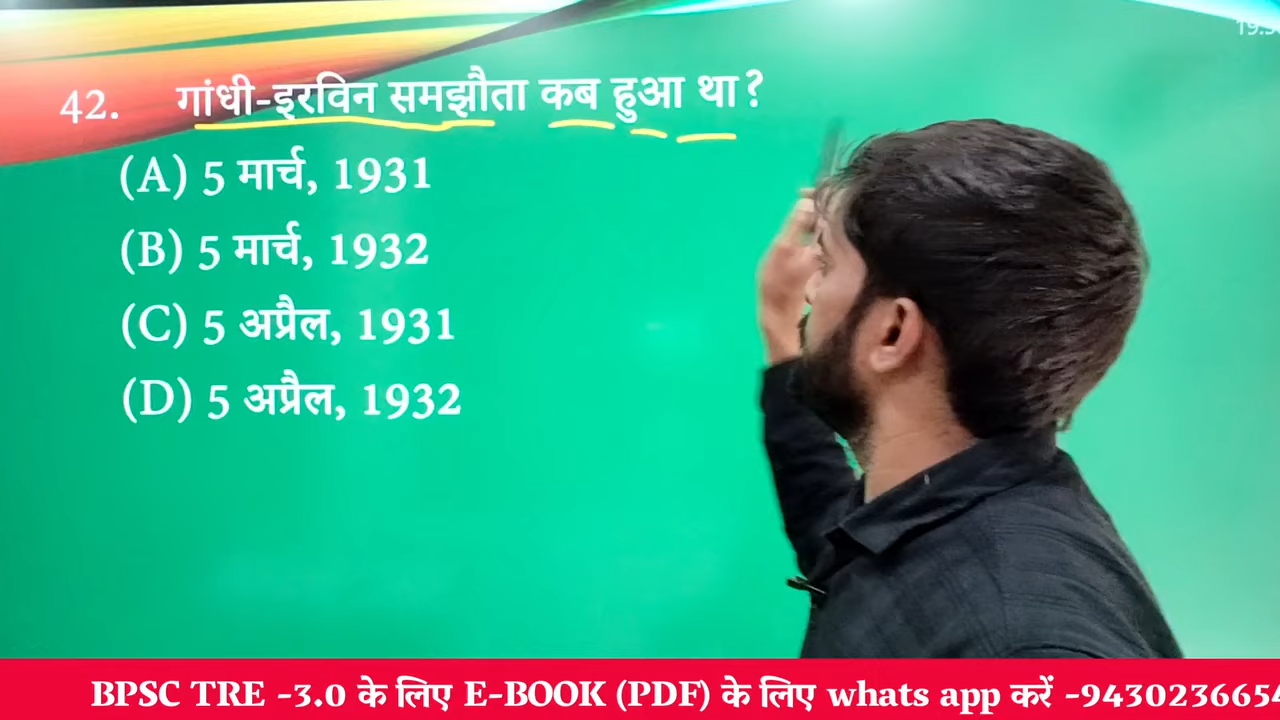 42. गांधी-इरविन समझौता कब हुआ था?
(A) 5 मार्च, 1931
(B) 5 मार्च, 1932
(C) 5 अप्रैल, 1931
(D) 5 अप्रैल, 1932
BPSC TRE -3.0 के लिए E-BOOK (PDF) के लिए whats app करें -9430236654